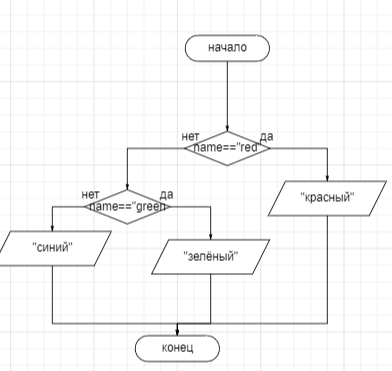 начало
нет
да
name=="red"
нет
да
name=="green
"красный"
"синий"
"зелёный"
конец